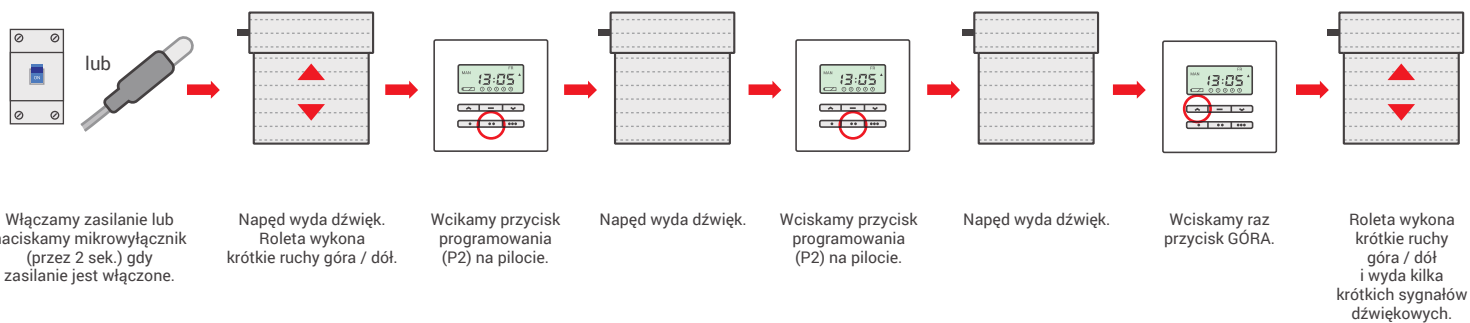 lub
ON
MAN
FR
13:05
MAN
FR
13:05
MAN
FR
13:05
Włączamy zasilanie lub
naciskamy mikrowyłącznik
(przez 2 sek.) gdy
zasilanie jest włączone.
Napęd wyda dźwięk.
Roleta wykona
krótkie ruchy góra / dół.
Wcikamy przycisk
programowania
(P2) na pilocie.
Napęd wyda dźwięk.
Wciskamy przycisk
programowania
(P2) na pilocie.
Napęd wyda dźwięk.
Wciskamy raz
przycisk GÓRA.
Roleta wykona
krótkie ruchy
góra / dół
i wyda kilka
krótkich sygnałów
dźwiękowych.